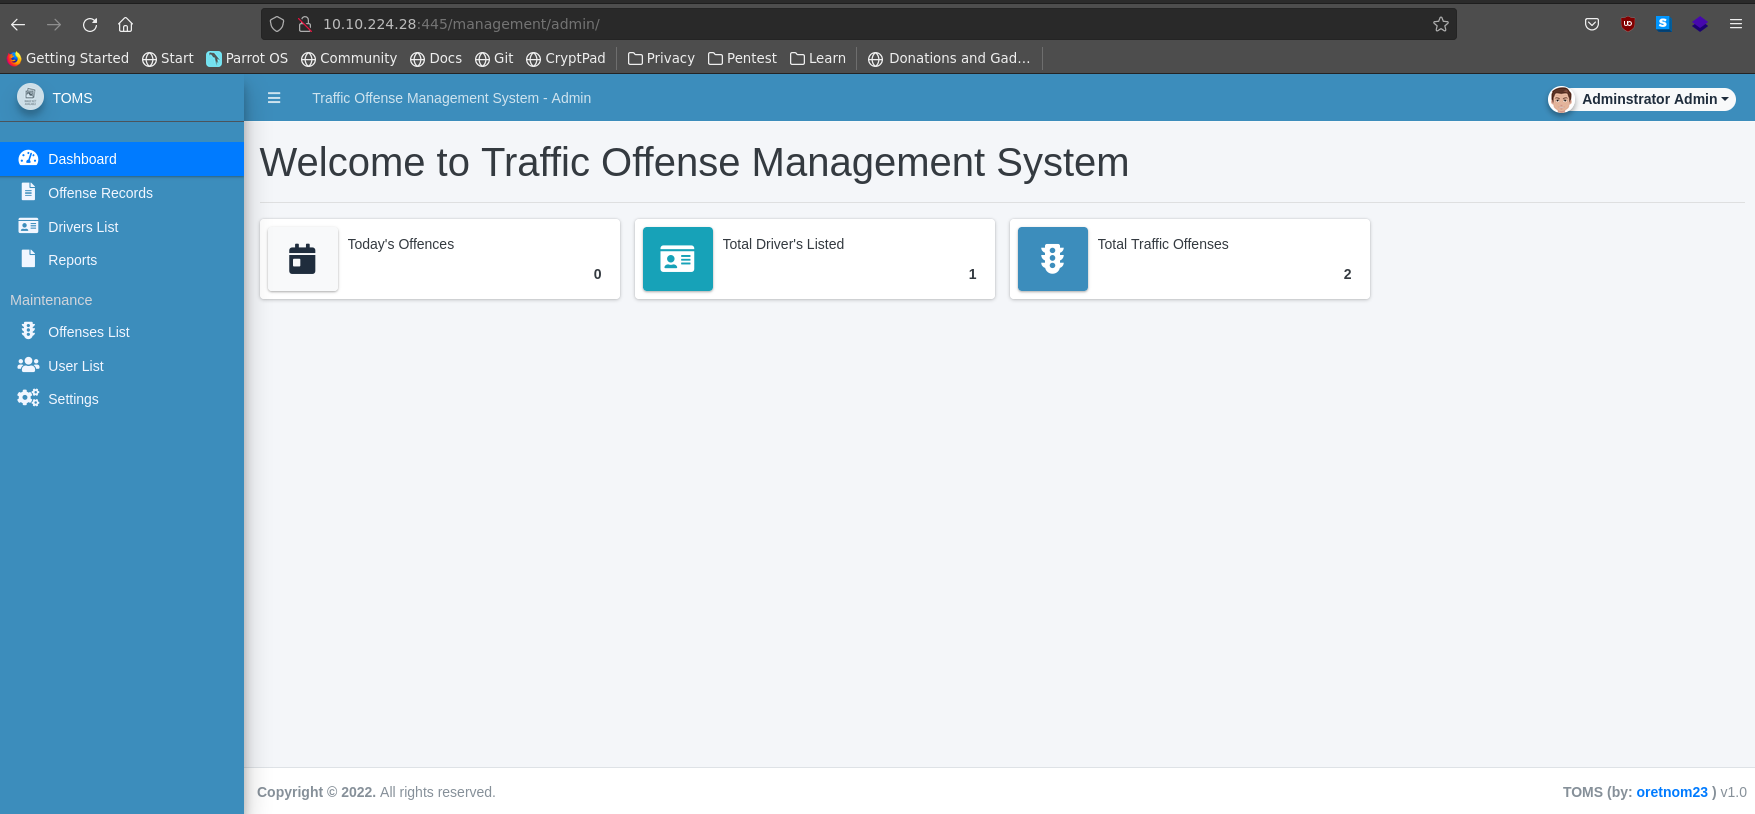 10.10.224.28:445/management/admin/
Getting Started Start Parrot OS Community Docs Git CryptPad Privacy Pentest Learn Donations and Gad...
TOMS
Traffic Offense Management System - Admin
Adminstrator Admin
Dashboard
Offense Records
Drivers List
Reports
Maintenance
Offenses List
User List
Settings
Welcome to Traffic Offense Management System
Today's Offences
0
Total Driver's Listed
1
Total Traffic Offenses
2
Copyright © 2022. All rights reserved.
TOMS (by: oretnom23 ) v1.0